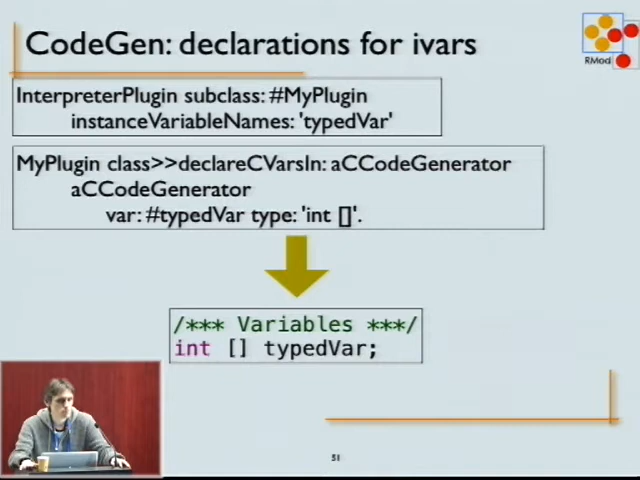 CodeGen: declarations for ivars
RMod
InterpreterPlugin subclass: #MyPlugin
instanceVariableNames: 'typedVar'
MyPlugin class>>declareCVarsIn: aCCodeGenerator
aCCodeGenerator
var: #typedVar type: 'int []'.
/*** Variables ***/
int [] typedVar;
51